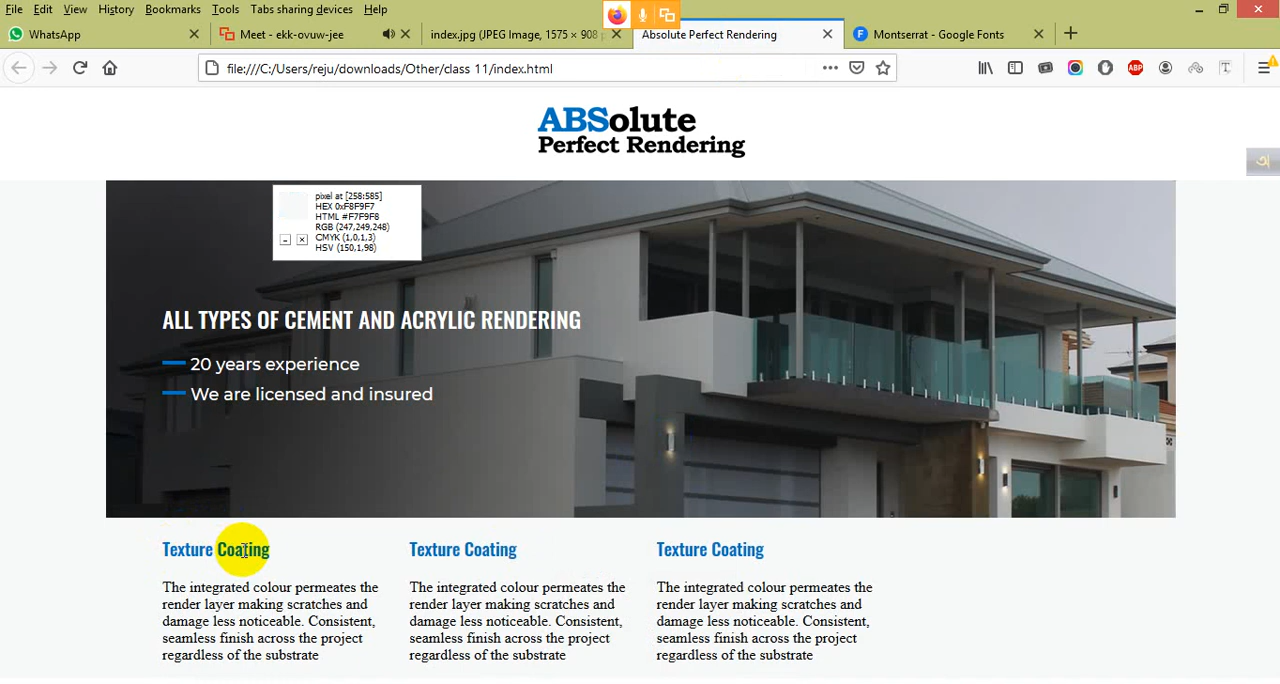 File Edit View History Bookmarks Tools Tabs sharing devices Help
WhatsApp
Meet - ekk-ovuw-jee
index.jpg (JPEG Image, 1575 × 908 p
Absolute Perfect Rendering
Montserrat - Google Fonts
file:///C:/Users/reju/downloads/Other/class 11/index.html
ABP
ABSolute
Perfect Rendering
অ
pixel at [258:585]
HEX 0xF8F9F7
HTML #F7F9F8
RGB (247,249,248)
CMYK (1,0,1,3)
HSV (150,1,98)
ALL TYPES OF CEMENT AND ACRYLIC RENDERING
20 years experience
We are licensed and insured
Texture Coating
The integrated colour permeates the
render layer making scratches and
damage less noticeable. Consistent,
seamless finish across the project
regardless of the substrate
Texture Coating
The integrated colour permeates the
render layer making scratches and
damage less noticeable. Consistent,
seamless finish across the project
regardless of the substrate
Texture Coating
The integrated colour permeates the
render layer making scratches and
damage less noticeable. Consistent,
seamless finish across the project
regardless of the substrate